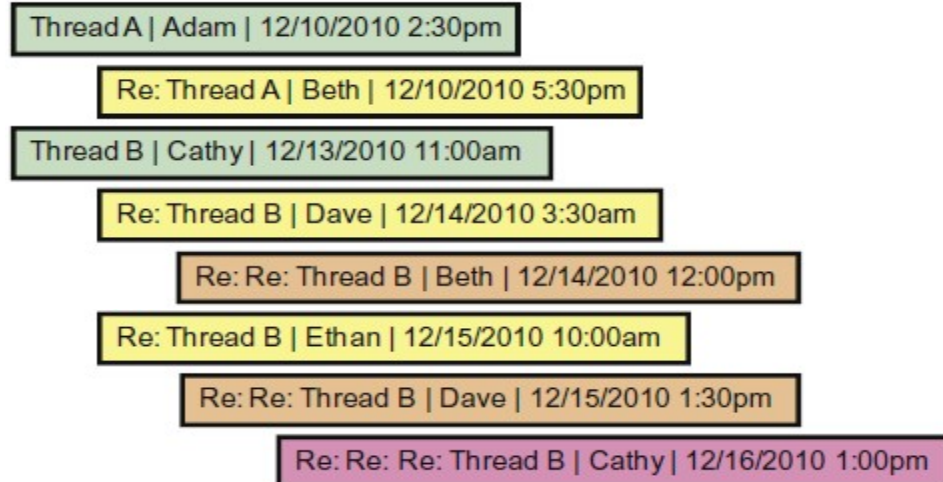 Thread A | Adam | 12/10/2010 2:30pm
Re: Thread A | Beth | 12/10/2010 5:30pm
Thread B | Cathy | 12/13/2010 11:00am
Re: Thread B | Dave | 12/14/2010 3:30am
Re: Re: Thread B | Beth | 12/14/2010 12:00pm
Re: Thread B | Ethan | 12/15/2010 10:00am
Re: Re: Thread B | Dave | 12/15/2010 1:30pm
Re: Re: Re: Thread B | Cathy | 12/16/2010 1:00pm